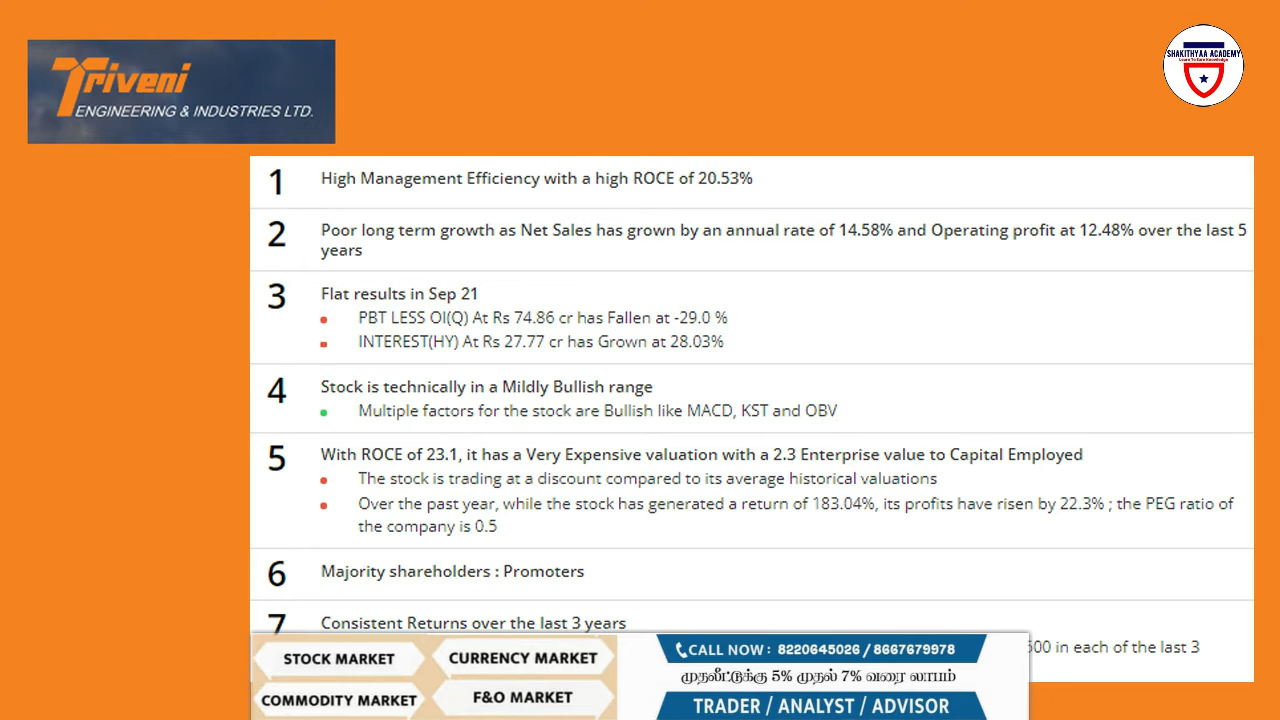 Triveni
ENGINEERING & INDUSTRIES LTD.
SHAKITHYAA ACADEMY
Learn To Earn Knowledge
1 High Management Efficiency with a high ROCE of 20.53%
2 Poor long term growth as Net Sales has grown by an annual rate of 14.58% and Operating profit at 12.48% over the last 5
years
3 Flat results in Sep 21
PBT LESS OI(Q) At Rs 74.86 cr has Fallen at -29.0 %
INTEREST(HY) At Rs 27.77 cr has Grown at 28.03%
4 Stock is technically in a Mildly Bullish range
Multiple factors for the stock are Bullish like MACD, KST and OBV
5 With ROCE of 23.1, it has a Very Expensive valuation with a 2.3 Enterprise value to Capital Employed
The stock is trading at a discount compared to its average historical valuations
Over the past year, while the stock has generated a return of 183.04%, its profits have risen by 22.3% ; the PEG ratio of
the company is 0.5
6 Majority shareholders : Promoters
7 Consistent Returns over the last 3 years
in each of the last 3
STOCK MARKET
CURRENCY MARKET
COMMODITY MARKET
F&O MARKET
CALL NOW : 8220645026 / 8667679978
முதலீட்டுக்கு 5% முதல் 7% வரை லாபம்
TRADER / ANALYST / ADVISOR